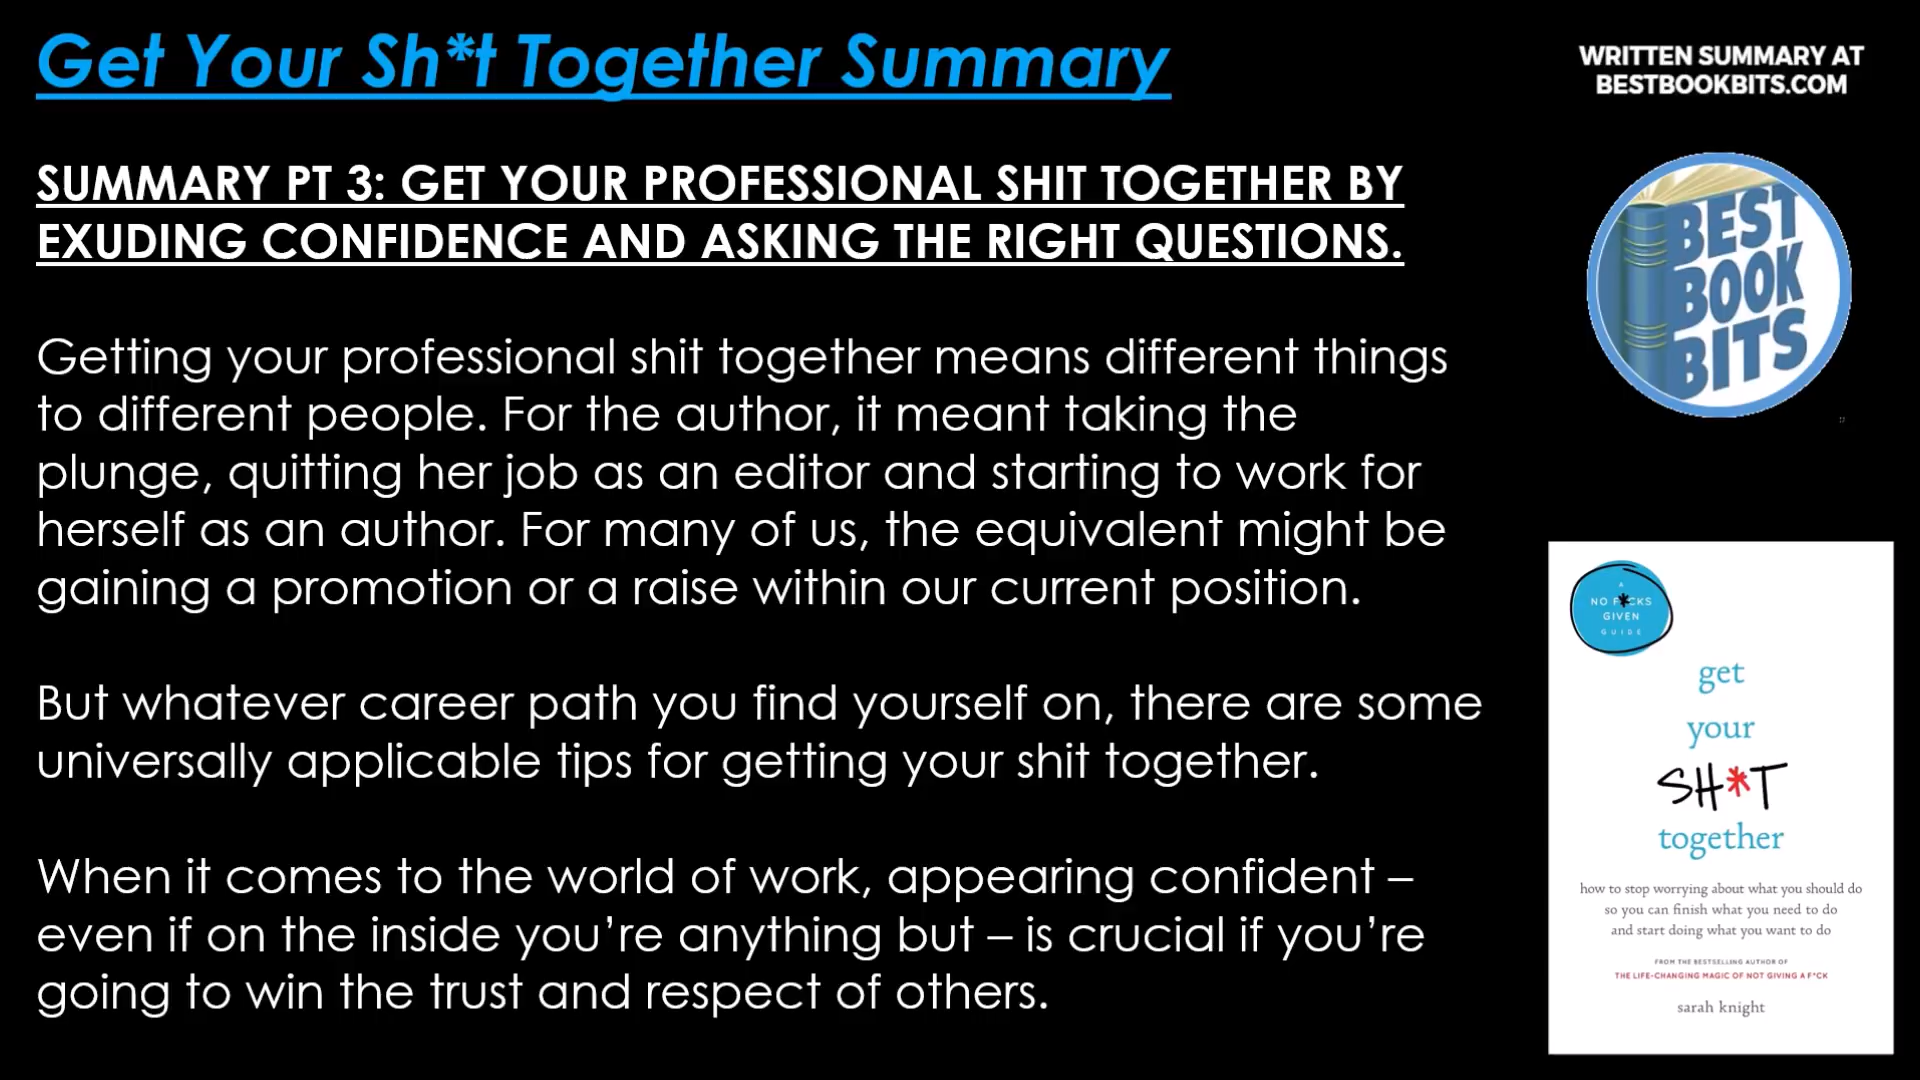 Get Your Sh*t Together Summary
WRITTEN SUMMARY AT
BESTBOOKBITS.COM
SUMMARY PT 3: GET YOUR PROFESSIONAL SHIT TOGETHER BY
EXUDING CONFIDENCE AND ASKING THE RIGHT QUESTIONS.
Getting your professional shit together means different things
to different people. For the author, it meant taking the
plunge, quitting her job as an editor and starting to work for
herself as an author. For many of us, the equivalent might be
gaining a promotion or a raise within our current position.
But whatever career path you find yourself on, there are some
universally applicable tips for getting your shit together.
When it comes to the world of work, appearing confident –
even if on the inside you’re anything but – is crucial if you’re
going to win the trust and respect of others.
BEST
BOOK
BITS
A
NO F*CKS
GIVEN
GUIDE
get
your
SH*T
together
how to stop worrying about what you should do
so you can finish what you need to do
and start doing what you want to do
FROM THE BESTSELLING AUTHOR OF
THE LIFE-CHANGING MAGIC OF NOT GIVING A F*CK
sarah knight